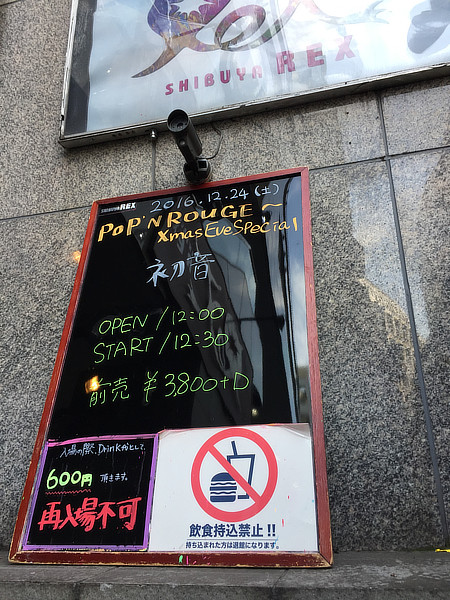 SHIBUYA REX
SHIBUYA REX
2016.12.24(土)
POP'N ROUGE～
XmasEveSPecial
初音
OPEN / 12:00
START / 12:30
前売 ¥3,800+D
入場の際、Drink代として
600円 頂きます。
再入場不可
飲食持込禁止!!
持ち込まれた方は退館になります。